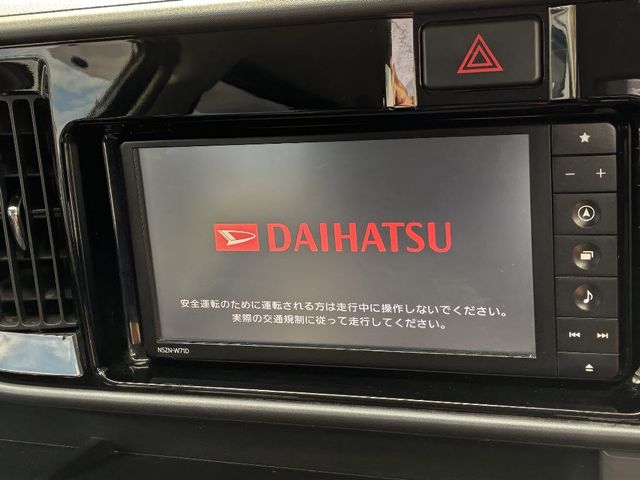 DAIHATSU
安全運転のために運転される方は走行中に操作しないでください。
実際の交通規制に従って走行してください。
NSZN-W71D